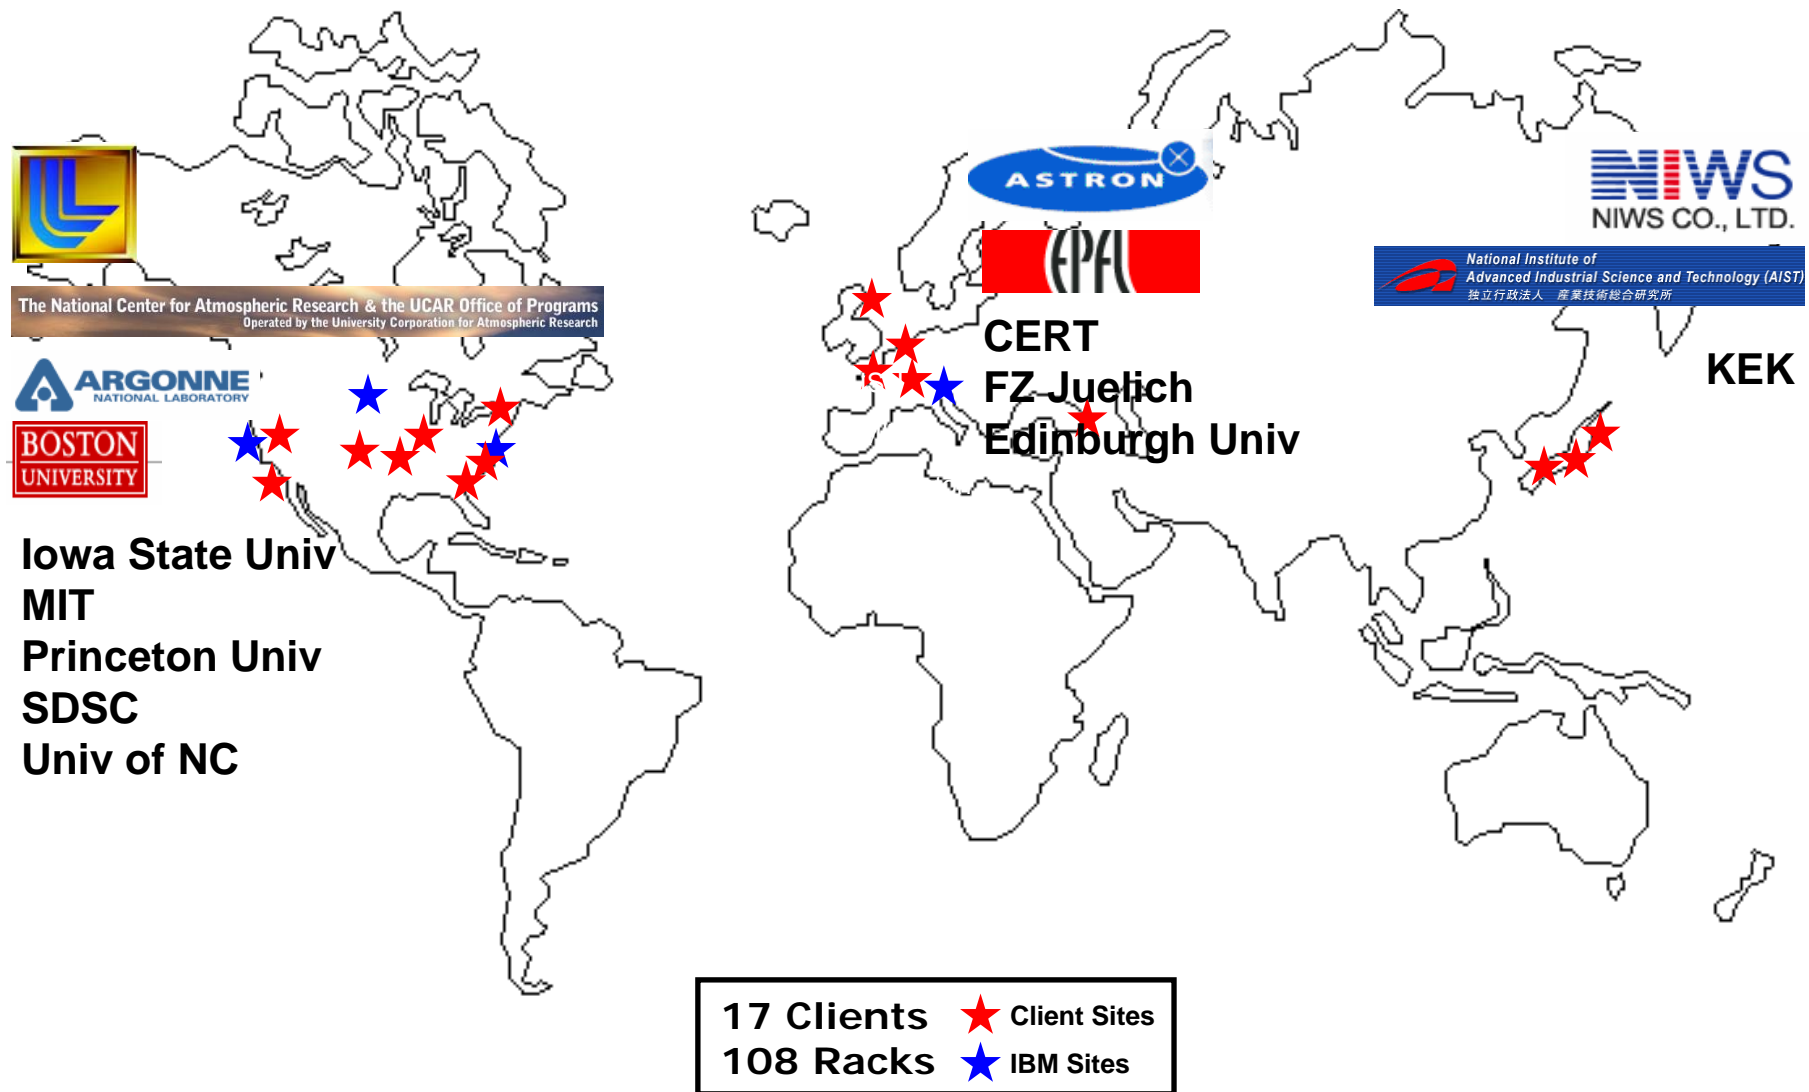 The National Center for Atmospheric Research & the UCAR Office of Programs
Operated by the University Corporation for Atmospheric Research
ARGONNE
NATIONAL LABORATORY
BOSTON
UNIVERSITY
Iowa State Univ
MIT
Princeton Univ
SDSC
Univ of NC
ASTRON
EPFL
CERT
FZ Juelich
Edinburgh Univ
NIWS
NIWS CO., LTD.
National Institute of
Advanced Industrial Science and Technology (AIST)
独立行政法人 産業技術総合研究所
KEK
17 Clients
Client Sites
108 Racks
IBM Sites